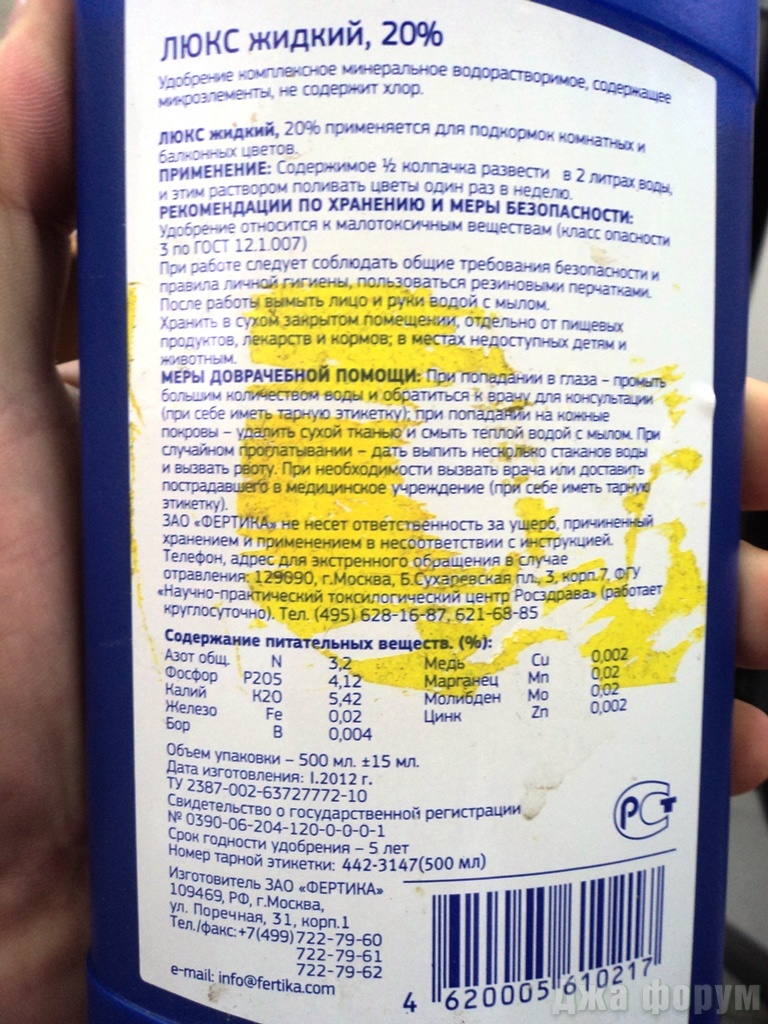 ЛЮКС жидкий, 20%
Удобрение комплексное минеральное водорастворимое, содержащее
микроэлементы, не содержит хлор.
ЛЮКС жидкий, 20% применяется для подкормок комнатных и
балконных цветов.
ПРИМЕНЕНИЕ: Содержимое ½ колпачка развести в 2 литрах воды,
и этим раствором поливать цветы один раз в неделю.
РЕКОМЕНДАЦИИ ПО ХРАНЕНИЮ И МЕРЫ БЕЗОПАСНОСТИ:
Удобрение относится к малотоксичным веществам (класс опасности
3 по ГОСТ 12.1.007)
При работе следует соблюдать общие требования безопасности и
правила личной гигиены, пользоваться резиновыми перчатками.
После работы вымыть лицо и руки водой с мылом.
Хранить в сухом закрытом помещении, отдельно от пищевых
продуктов, лекарств и кормов; в местах недоступных детям и
животным.
МЕРЫ ДОВРАЧЕБНОЙ ПОМОЩИ: При попадании в глаза – промыть
большим количеством воды и обратиться к врачу для консультации
(при себе иметь тарную этикетку); при попадании на кожные
покровы – удалить сухой тканью и смыть теплой водой с мылом. При
случайном проглатывании – дать выпить несколько стаканов воды
и вызвать рвоту. При необходимости вызвать врача или доставить
пострадавшего в медицинское учреждение (при себе иметь тарную
этикетку).
ЗАО «ФЕРТИКА» не несет ответственность за ущерб, причиненный
хранением и применением в несоответствии с инструкцией.
Телефон, адрес для экстренного обращения в случае
отравления: 129090, г.Москва, Б.Сухаревская пл., 3, корп.7, ФГУ
«Научно-практический токсилогический центр Росздрава» (работает
круглосуточно). Тел. (495) 628-16-87, 621-68-85
Содержание питательных веществ. (%):
Азот общ. N 3,2 Медь Cu 0,002
Фосфор P2O5 4,12 Марганец Mn 0,02
Калий K2O 5,42 Молибден Mo 0,02
Железо Fe 0,02 Цинк Zn 0,002
Бор B 0,004
Объем упаковки – 500 мл. ±15 мл.
Дата изготовления: I.2012 г.
ТУ 2387-002-63727772-10
Свидетельство о государственной регистрации
№ 0390-06-204-120-0-0-0-1
Срок годности удобрения – 5 лет
Номер тарной этикетки: 442-3147(500 мл)
РСТ
Изготовитель ЗАО «ФЕРТИКА»
109469, РФ, г.Москва,
ул. Поречная, 31, корп.1
Тел./факс:+7(499)722-79-60
722-79-61
722-79-62
e-mail: info@fertika.com
4 620005 610217
Джа форум